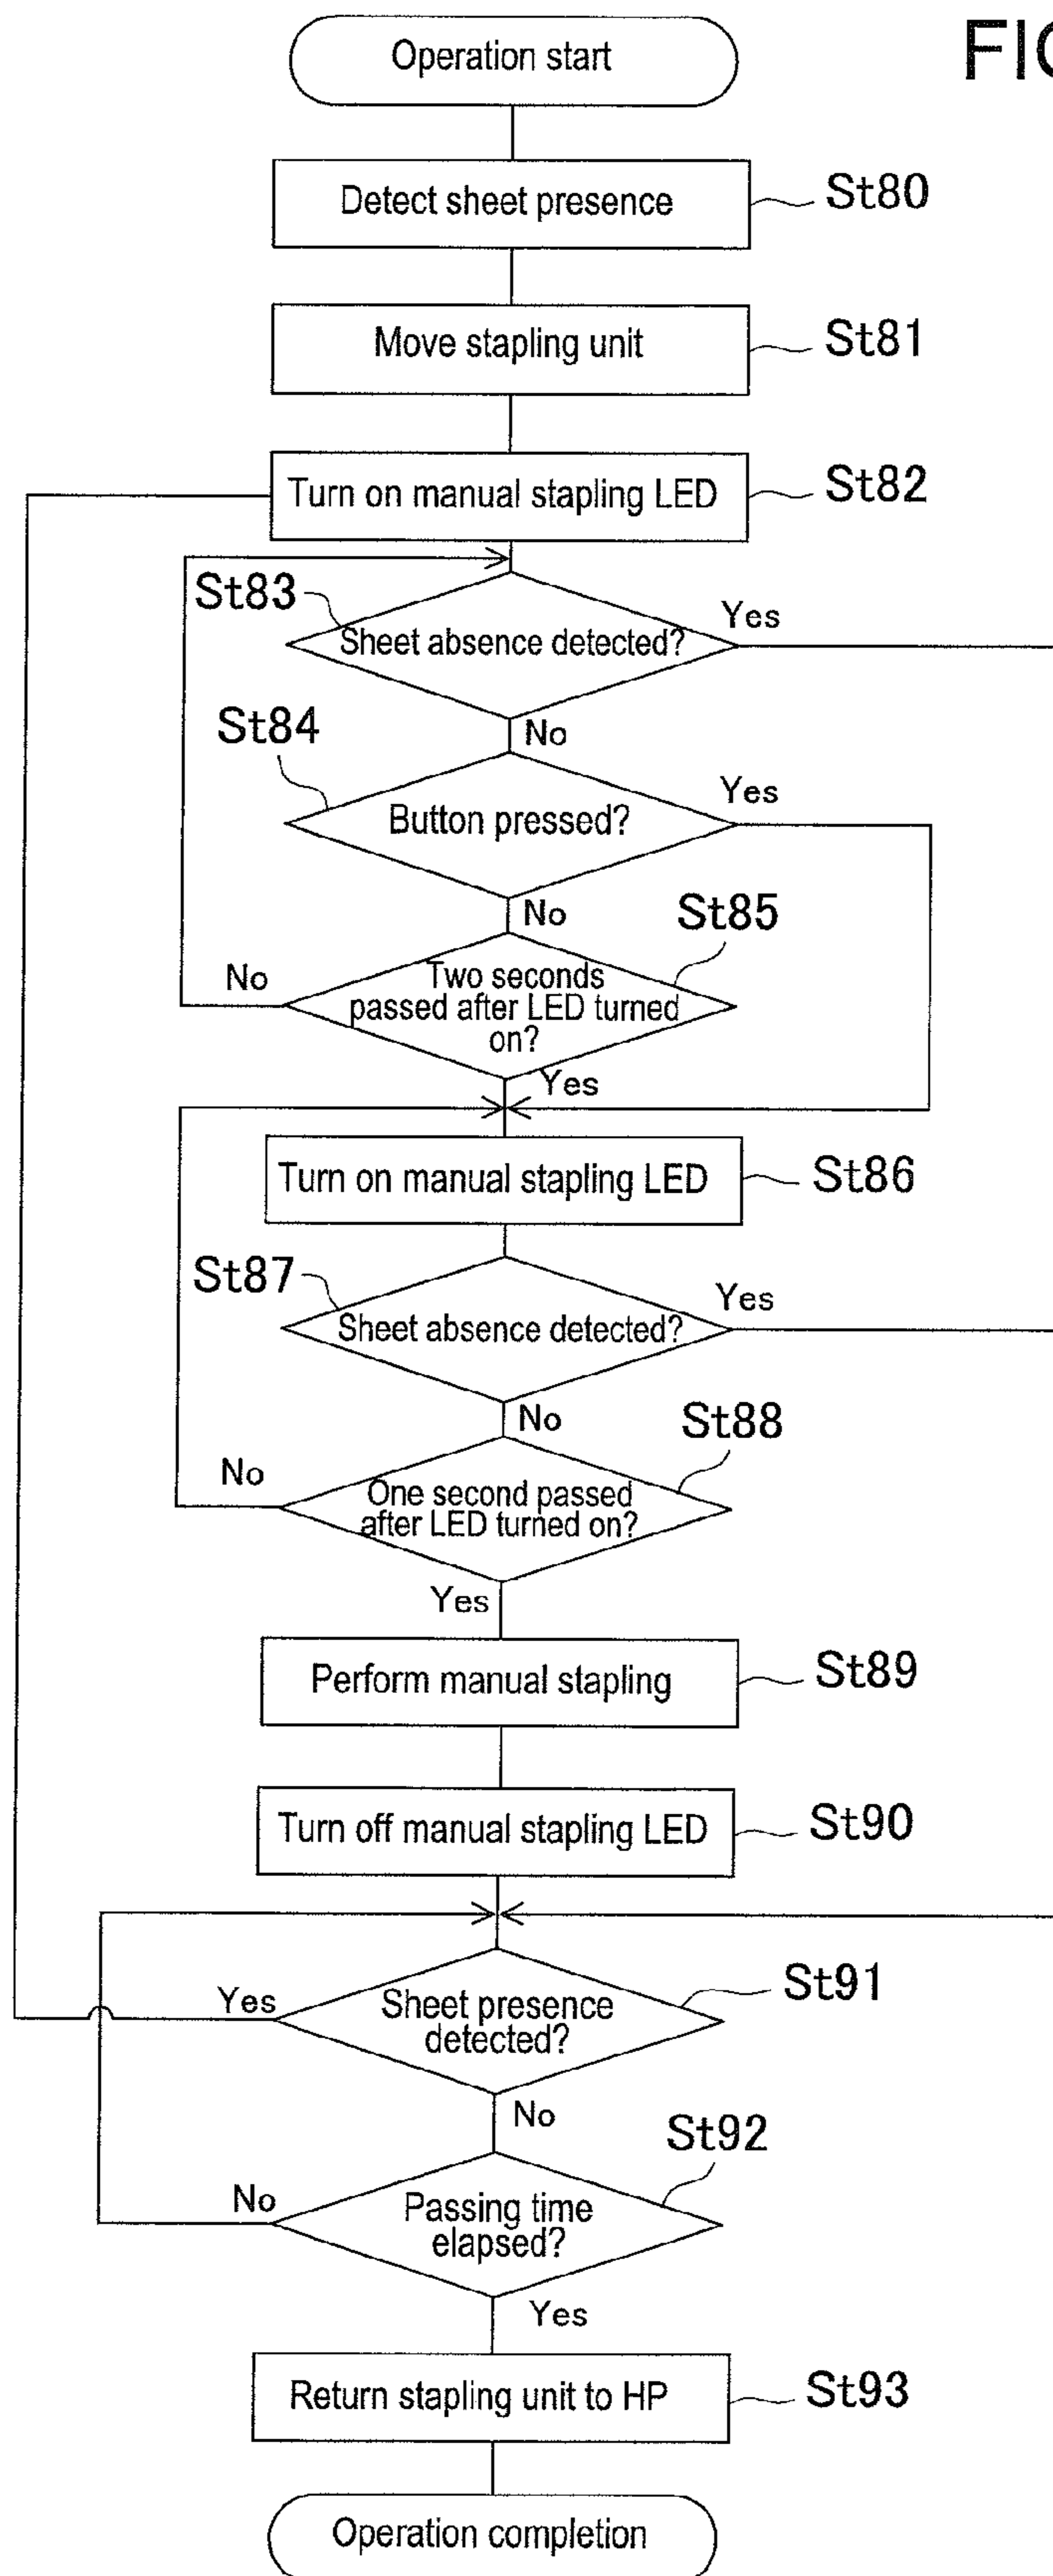 FIG
Operation start
Detect sheet presence
St80
Move stapling unit
St81
Turn on manual stapling LED
St82
St83
Sheet absence detected?
Yes
No
St84
Button pressed?
Yes
No
St85
Two seconds
passed after LED turned
on?
No
Yes
Turn on manual stapling LED
St86
St87
Sheet absence detected?
Yes
No
St88
One second passed
after LED turned on?
No
Yes
Perform manual stapling
St89
Turn off manual stapling LED
St90
St91
Sheet presence
detected?
Yes
No
St92
Passing time
elapsed?
No
Yes
Return stapling unit to HP
St93
Operation completion